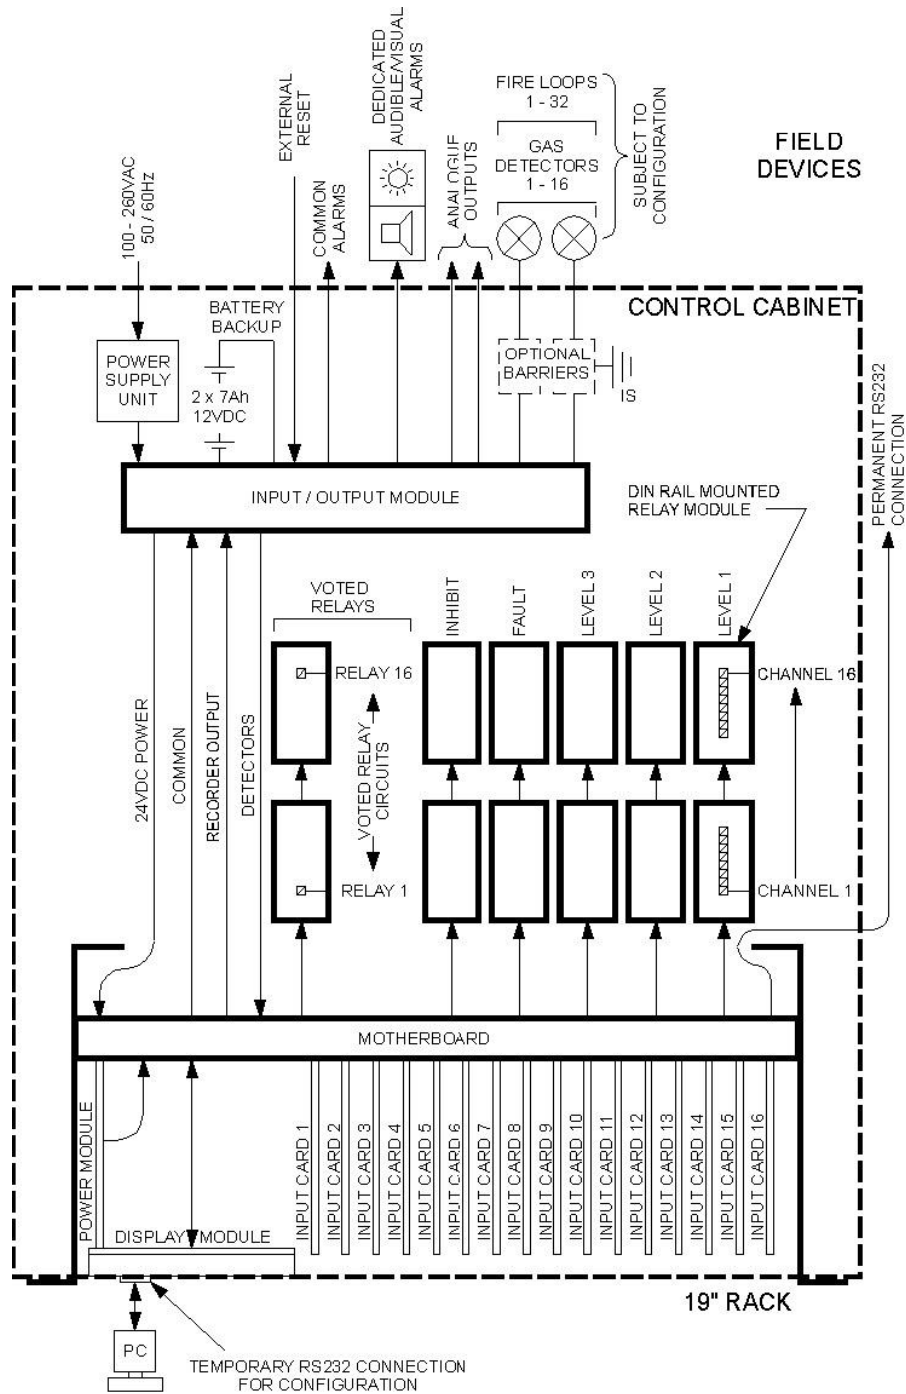 FIELD
DEVICES
100 - 260VAC
50 / 60Hz
EXTERNAL
RESET
COMMON
ALARMS
DEDICATED
AUDIBLE/VISUAL
ALARMS
ANALOGUE
OUTPUTS
FIRE LOOPS
1 - 32
GAS
DETECTORS
1 - 16
SUBJECT TO
CONFIGURATION
CONTROL CABINET
BATTERY
BACKUP
POWER
SUPPLY
UNIT
2 x 7Ah
12VDC
OPTIONAL
BARRIERS
IS
PERMANENT RS232
CONNECTION
INPUT / OUTPUT MODULE
DIN RAIL MOUNTED
RELAY MODULE
VOTED
RELAYS
INHIBIT
FAULT
LEVEL 3
LEVEL 2
LEVEL 1
RELAY 16
CHANNEL 16
24VDC POWER
COMMON
RECORDER OUTPUT
DETECTORS
VOTED RELAY
CIRCUITS
RELAY 1
CHANNEL 1
MOTHERBOARD
POWER MODULE
INPUT CARD 1
INPUT CARD 2
INPUT CARD 3
INPUT CARD 4
INPUT CARD 5
INPUT CARD 6
INPUT CARD 7
INPUT CARD 8
INPUT CARD 9
INPUT CARD 10
INPUT CARD 11
INPUT CARD 12
INPUT CARD 13
INPUT CARD 14
INPUT CARD 15
INPUT CARD 16
DISPLAY MODULE
19" RACK
PC
TEMPORARY RS232 CONNECTION
FOR CONFIGURATION